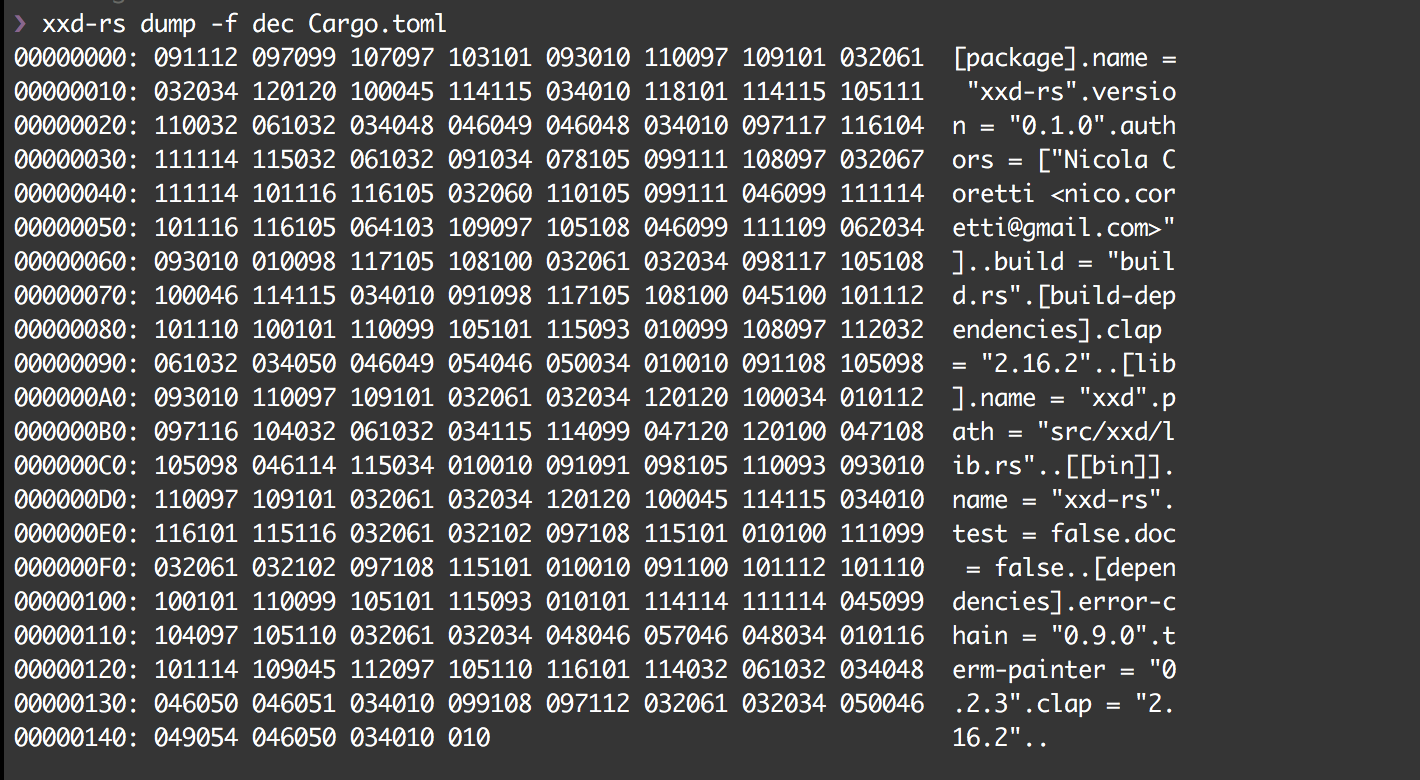 ❯ xxd-rs dump -f dec Cargo.toml
00000000: 091112 097099 107097 103101 093010 110097 109101 032061  [package].name =
00000010: 032034 120120 100045 114115 034010 118101 114115 105111   "xxd-rs".versio
00000020: 110032 061032 034048 046049 046048 034010 097117 116104  n = "0.1.0".auth
00000030: 111114 115032 061032 091034 078105 099111 108097 032067  ors = ["Nicola C
00000040: 111114 101116 116105 032060 110105 099111 046099 111114  oretti <nico.cor
00000050: 101116 116105 064103 109097 105108 046099 111109 062034  etti@gmail.com>"
00000060: 093010 010098 117105 108100 032061 032034 098117 105108  ]..build = "buil
00000070: 100046 114115 034010 091098 117105 108100 045100 101112  d.rs".[build-dep
00000080: 101110 100101 110099 105101 115093 010099 108097 112032  endencies].clap
00000090: 061032 034050 046049 054046 050034 010010 091108 105098  = "2.16.2"..[lib
000000A0: 093010 110097 109101 032061 032034 120120 100034 010112  ].name = "xxd".p
000000B0: 097116 104032 061032 034115 114099 047120 120100 047108  ath = "src/xxd/l
000000C0: 105098 046114 115034 010010 091091 098105 110093 093010  ib.rs"..[[bin]].
000000D0: 110097 109101 032061 032034 120120 100045 114115 034010  name = "xxd-rs".
000000E0: 116101 115116 032061 032102 097108 115101 010100 111099  test = false.doc
000000F0: 032061 032102 097108 115101 010010 091100 101112 101110   = false..[depen
00000100: 100101 110099 105101 115093 010101 114114 111114 045099  dencies].error-c
00000110: 104097 105110 032061 032034 048046 057046 048034 010116  hain = "0.9.0".t
00000120: 101114 109045 112097 105110 116101 114032 061032 034048  erm-painter = "0
00000130: 046050 046051 034010 099108 097112 032061 032034 050046  .2.3".clap = "2.
00000140: 049054 046050 034010 010                                 16.2"..